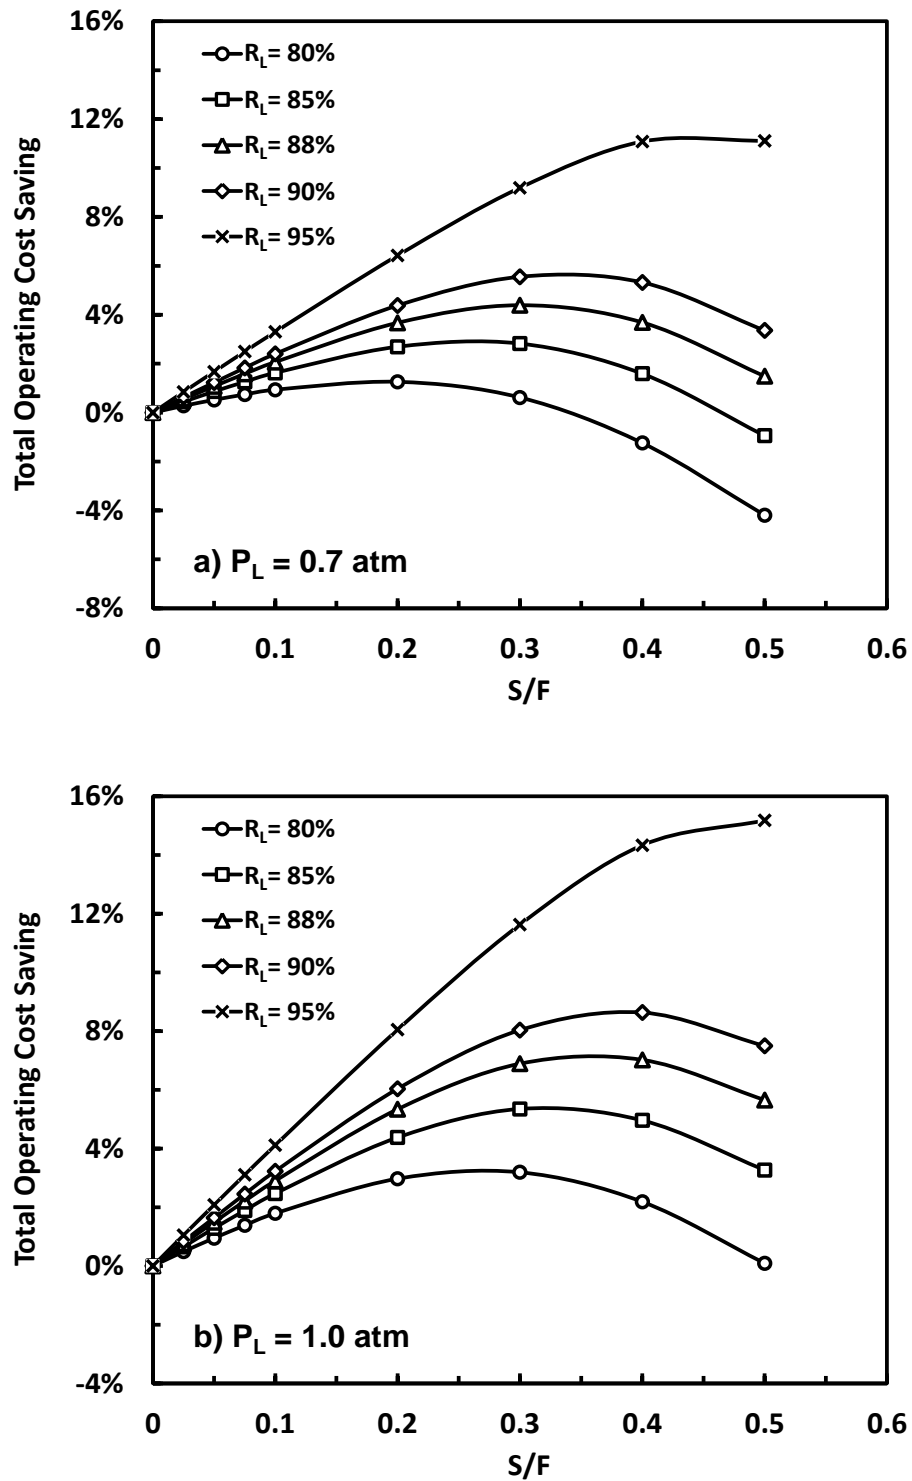 16%
12%
8%
4%
0%
-4%
-8%
Total Operating Cost Saving
R_L= 80%
R_L= 85%
R_L= 88%
R_L= 90%
R_L= 95%
a) P_L = 0.7 atm
0 0.1 0.2 0.3 0.4 0.5 0.6
S/F
16%
12%
8%
4%
0%
-4%
Total Operating Cost Saving
R_L= 80%
R_L= 85%
R_L= 88%
R_L= 90%
R_L= 95%
b) P_L = 1.0 atm
0 0.1 0.2 0.3 0.4 0.5 0.6
S/F